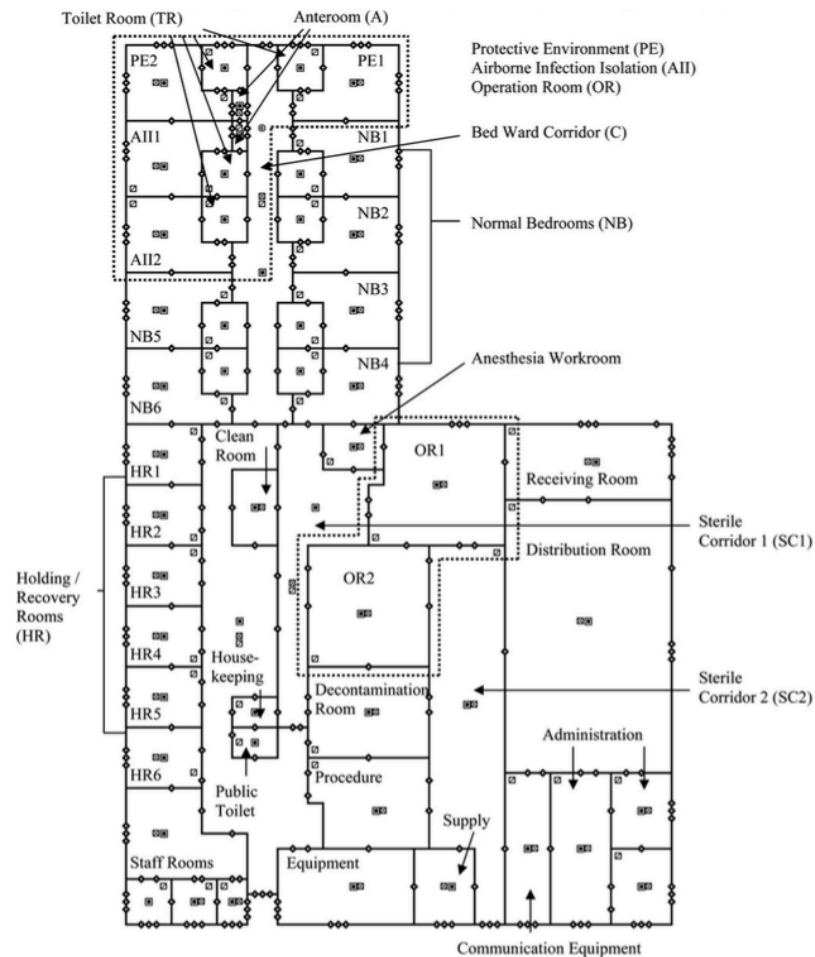 Toilet Room (TR)
Anteroom (A)
Protective Environment (PE)
Airborne Infection Isolation (AII)
Operation Room (OR)
PE2
PE1
AII1
NB1
Bed Ward Corridor (C)
NB2
Normal Bedrooms (NB)
AII2
NB3
NB5
NB4
Anesthesia Workroom
NB6
Clean
Room
OR1
HR1
Receiving Room
HR2
Sterile
Corridor 1 (SC1)
Distribution Room
HR3
OR2
Holding /
Recovery
Rooms
(HR)
HR4
House-
keeping
Decontamination
Room
Sterile
Corridor 2 (SC2)
HR5
Administration
HR6
Public
Toilet
Procedure
Supply
Staff Rooms
Equipment
Communication Equipment